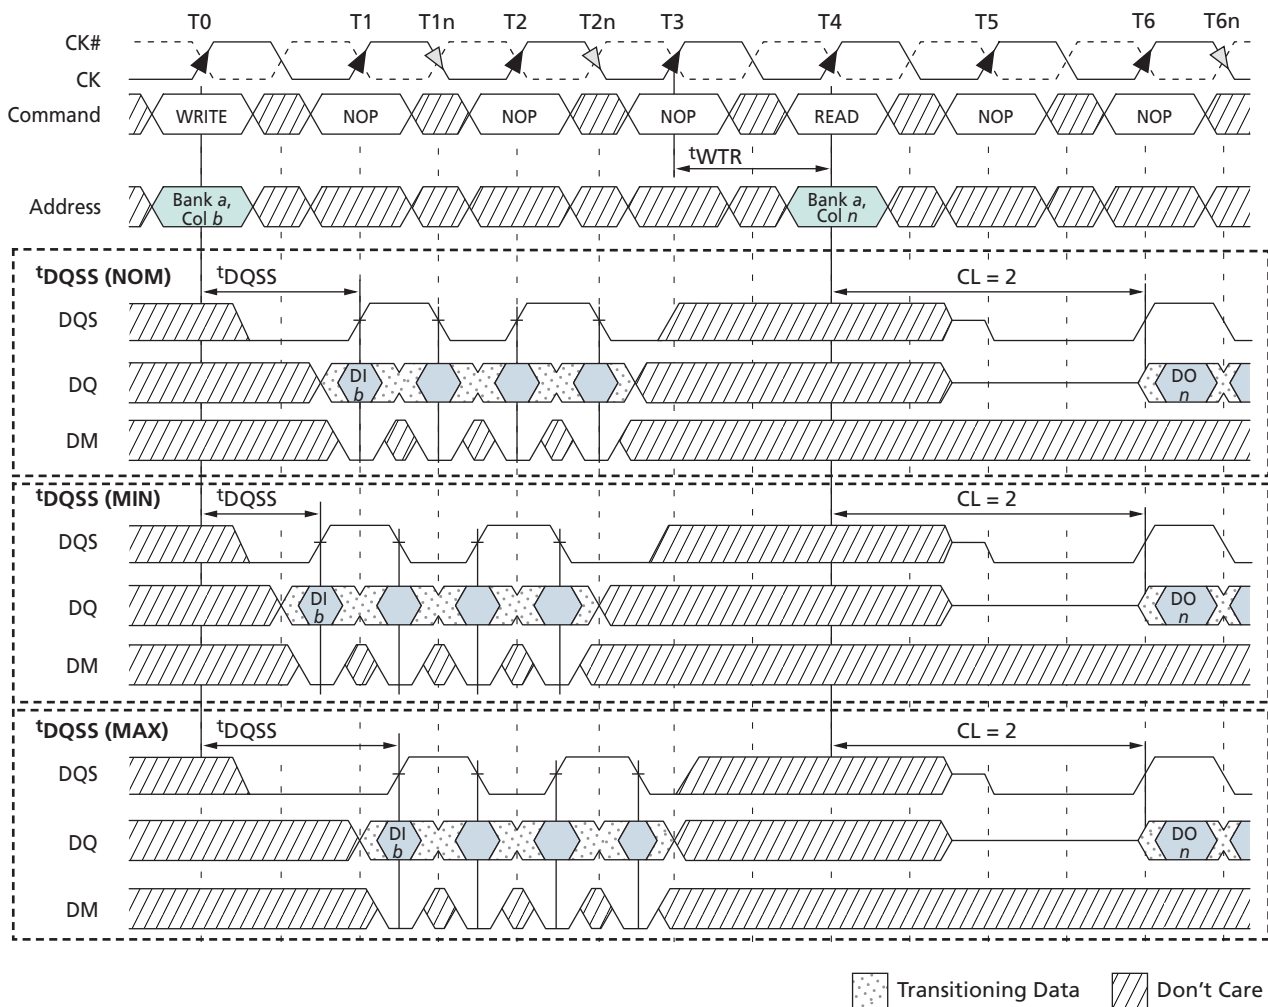 T0 T1 T1n T2 T2n T3 T4 T5 T6 T6n
CK#
CK
Command WRITE NOP NOP NOP READ NOP NOP
tWTR
Address Bank a, Col b Bank a, Col n
tDQSS (NOM) tDQSS CL = 2
DQS
DQ DI b DO n
DM
tDQSS (MIN) tDQSS CL = 2
DQS
DQ DI b DO n
DM
tDQSS (MAX) tDQSS CL = 2
DQS
DQ DI b DO n
DM
Transitioning Data Don't Care